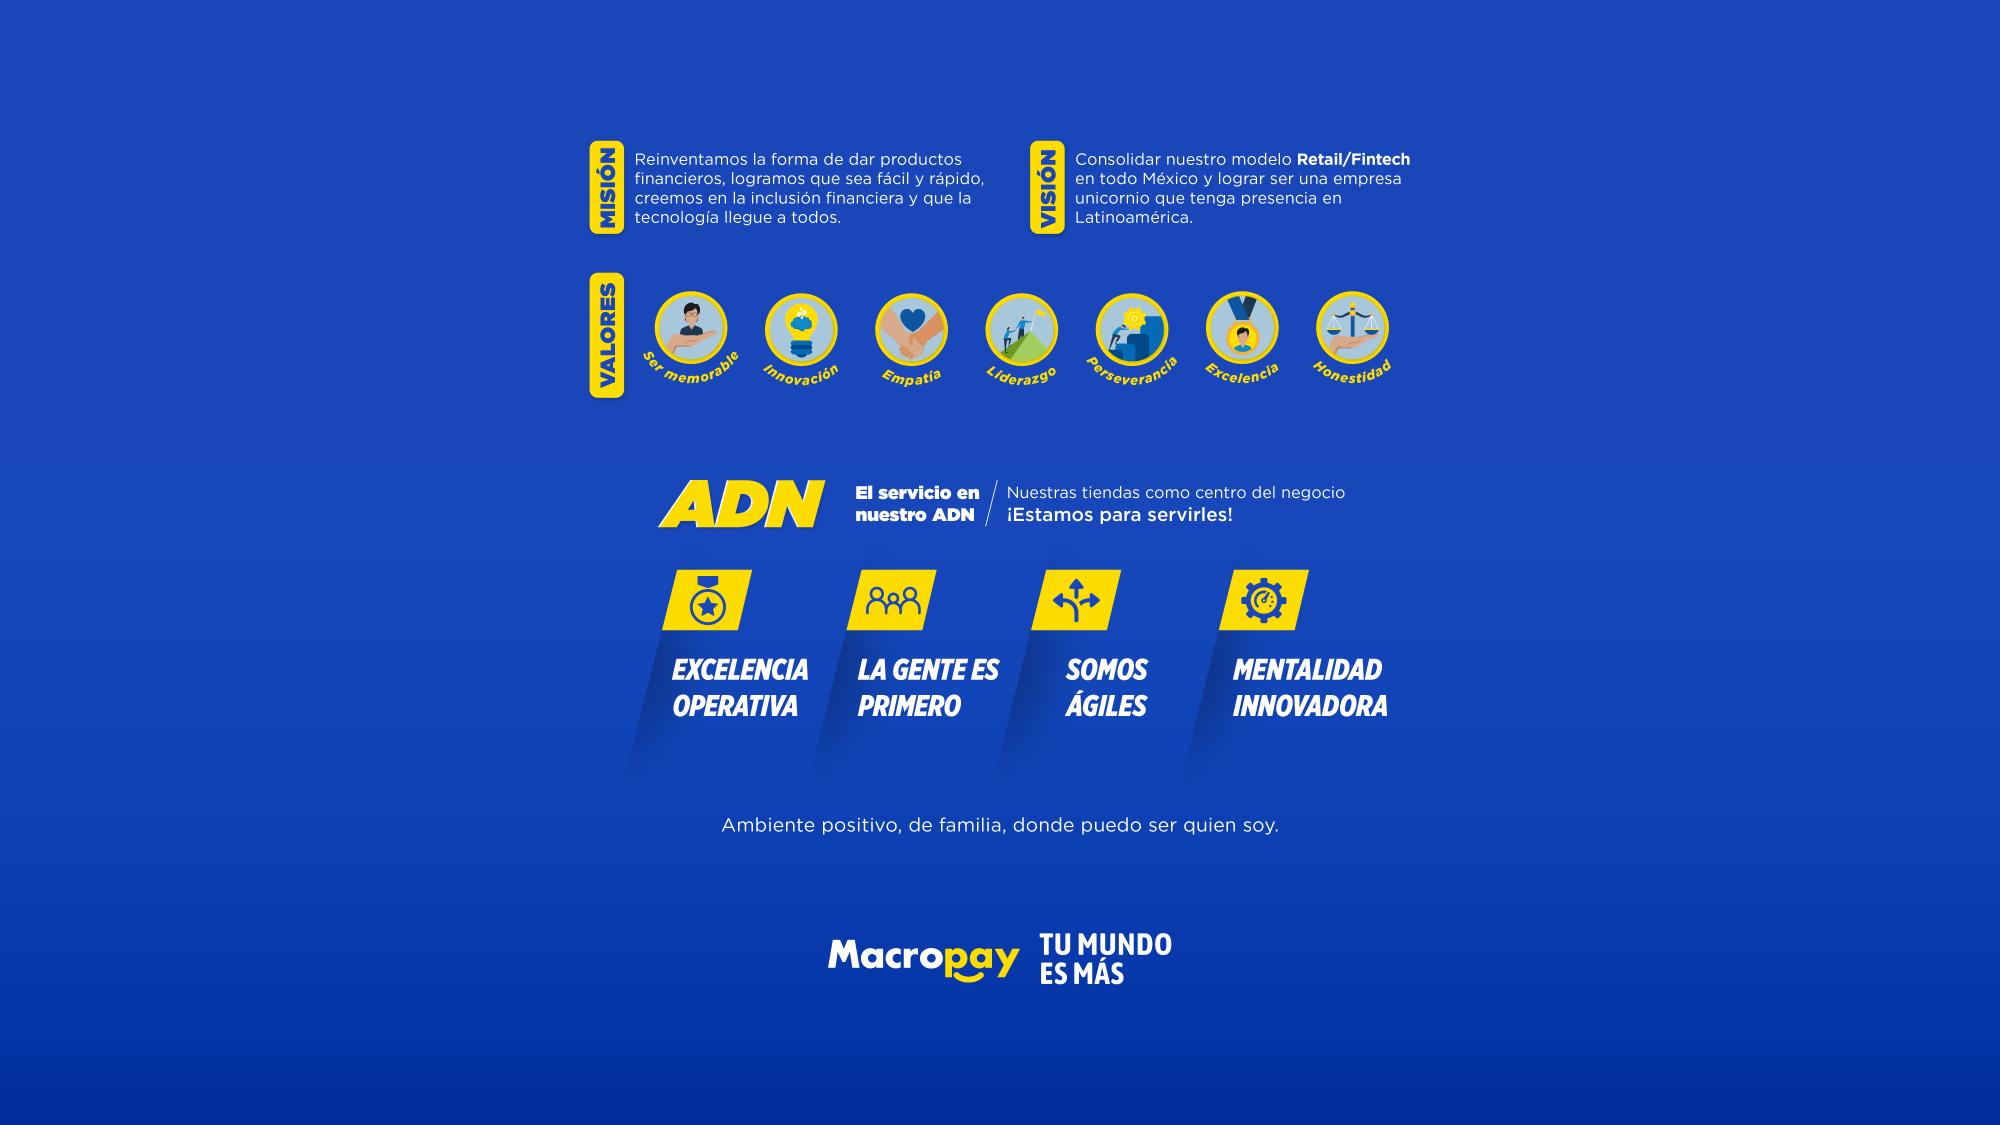 MISIÓN
Reinventamos la forma de dar productos
financieros, logramos que sea fácil y rápido,
creemos en la inclusión financiera y que la
tecnología llegue a todos.
VISIÓN
Consolidar nuestro modelo Retail/Fintech
en todo México y lograr ser una empresa
unicornio que tenga presencia en
Latinoamérica.
VALORES
Ser memorable
Innovación
Empatía
Liderazgo
Perseverancia
Excelencia
Honestidad
ADN
El servicio en
nuestro ADN
Nuestras tiendas como centro del negocio
¡Estamos para servirles!
EXCELENCIA
OPERATIVA
LA GENTE ES
PRIMERO
SOMOS
ÁGILES
MENTALIDAD
INNOVADORA
Ambiente positivo, de familia, donde puedo ser quien soy.
Macropay
TU MUNDO
ES MÁS